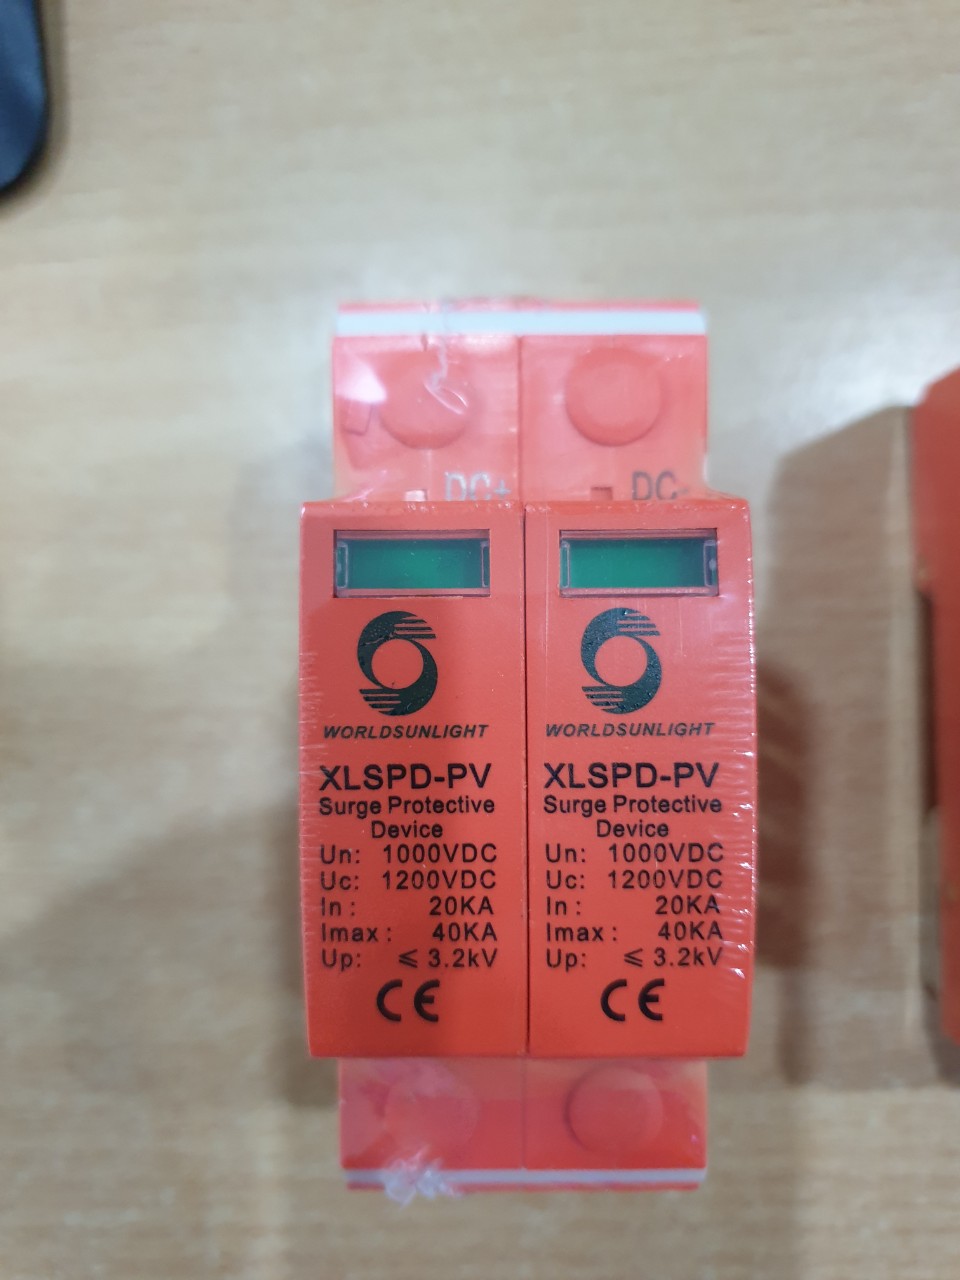 DC+
DC-
WORLDSUNLIGHT
XLSPD-PV
Surge Protective
Device
Un: 1000VDC
Uc: 1200VDC
In : 20KA
Imax : 40KA
Up: ⩽ 3.2kV
CE
WORLDSUNLIGHT
XLSPD-PV
Surge Protective
Device
Un: 1000VDC
Uc: 1200VDC
In : 20KA
Imax : 40KA
Up: ⩽ 3.2kV
CE